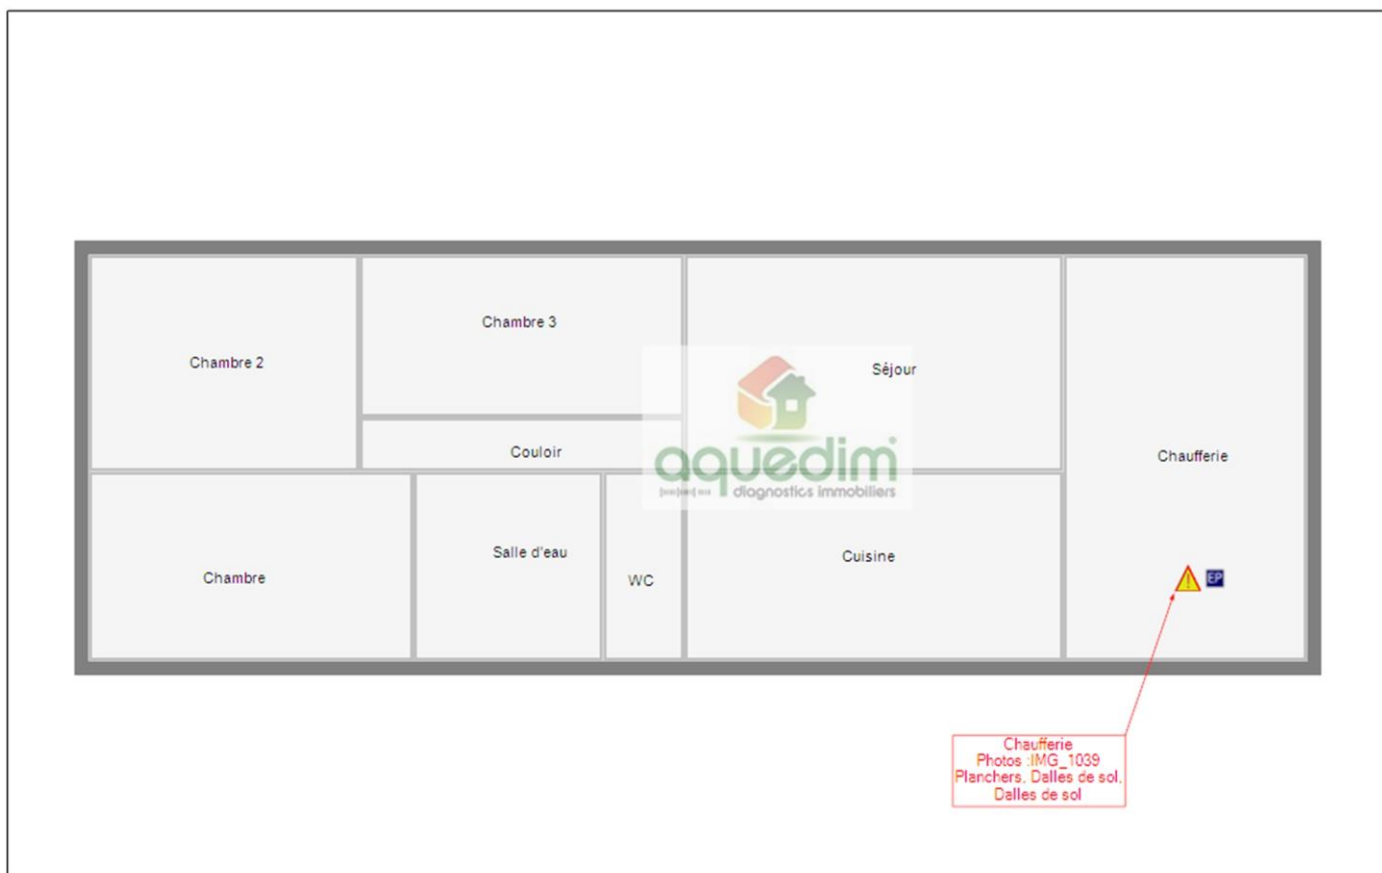 Chambre 3
Chambre 2
Séjour
aquedim
diagnostics immobiliers
Couloir
Chaufferie
Salle d'eau
Cuisine
Chambre
WC
EP
Chaufferie
Photos :IMG_1039
Planchers. Dalles de sol.
Dalles de sol